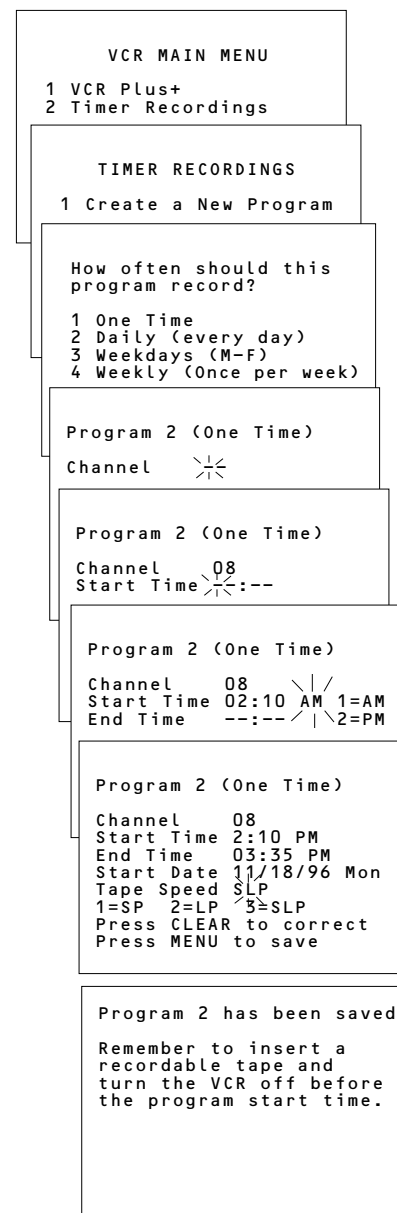 VCR MAIN MENU
1 VCR Plus+
2 Timer Recordings
TIMER RECORDINGS
1 Create a New Program
How often should this
program record?
1 One Time
2 Daily (every day)
3 Weekdays (M-F)
4 Weekly (Once per week)
Program 2 (One Time)
Channel --
Program 2 (One Time)
Channel 08
Start Time --:--
Program 2 (One Time)
Channel 08
Start Time 02:10 AM 1=AM
End Time --:-- 2=PM
Program 2 (One Time)
Channel 08
Start Time 2:10 PM
End Time 03:35 PM
Start Date 11/18/96 Mon
Tape Speed SLP
1=SP 2=LP 3=SLP
Press CLEAR to correct
Press MENU to save
Program 2 has been saved
Remember to insert a
recordable tape and
turn the VCR off before
the program start time.